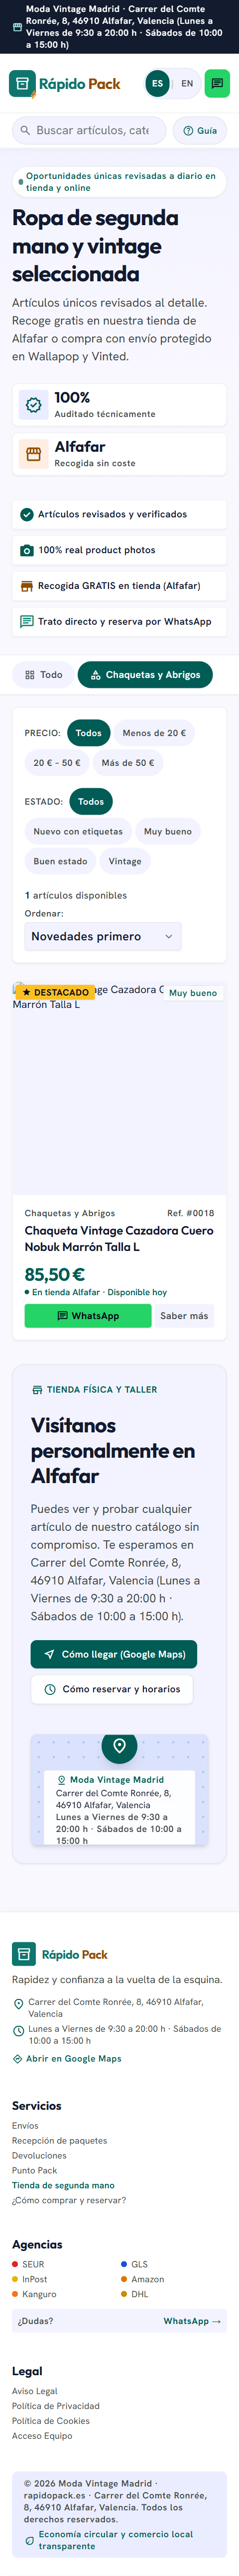 Moda Vintage Madrid · Carrer del Comte
Ronrée, 8, 46910 Alfafar, Valencia (Lunes a
Viernes de 9:30 a 20:00 h · Sábados de 10:00
a 15:00 h)
Rápido Pack
ES | EN
Buscar artículos, cate
Guía
Oportunidades únicas revisadas a diario en
tienda y online
Ropa de segunda
mano y vintage
seleccionada
Artículos únicos revisados al detalle.
Recoge gratis en nuestra tienda de
Alfafar o compra con envío protegido
en Wallapop y Vinted.
100%
Auditado técnicamente
Alfafar
Recogida sin coste
Artículos revisados y verificados
100% real product photos
Recogida GRATIS en tienda (Alfafar)
Trato directo y reserva por WhatsApp
Todo
Chaquetas y Abrigos
PRECIO:
Todos
Menos de 20 €
20 € – 50 €
Más de 50 €
ESTADO:
Todos
Nuevo con etiquetas
Muy bueno
Buen estado
Vintage
1 artículos disponibles
Ordenar:
Novedades primero
★ DESTACADO
Cazadora
Muy bueno
Marrón Talla L
Chaquetas y Abrigos
Ref. #0018
Chaqueta Vintage Cazadora Cuero
Nobuk Marrón Talla L
85,50 €
En tienda Alfafar · Disponible hoy
WhatsApp
Saber más
TIENDA FÍSICA Y TALLER
Visítanos
personalmente en
Alfafar
Puedes ver y probar cualquier
artículo de nuestro catálogo sin
compromiso. Te esperamos en
Carrer del Comte Ronrée, 8,
46910 Alfafar, Valencia (Lunes a
Viernes de 9:30 a 20:00 h ·
Sábados de 10:00 a 15:00 h).
Cómo llegar (Google Maps)
Cómo reservar y horarios
Moda Vintage Madrid
Carrer del Comte Ronrée, 8,
46910 Alfafar, Valencia
Lunes a Viernes de 9:30 a
20:00 h · Sábados de 10:00 a
15:00 h
Rápido Pack
Rapidez y confianza a la vuelta de la esquina.
Carrer del Comte Ronrée, 8, 46910 Alfafar,
Valencia
Lunes a Viernes de 9:30 a 20:00 h · Sábados de
10:00 a 15:00 h
Abrir en Google Maps
Servicios
Envíos
Recepción de paquetes
Devoluciones
Punto Pack
Tienda de segunda mano
¿Cómo comprar y reservar?
Agencias
SEUR
GLS
InPost
Amazon
Kanguro
DHL
¿Dudas?
WhatsApp →
Legal
Aviso Legal
Política de Privacidad
Política de Cookies
Acceso Equipo
© 2026 Moda Vintage Madrid ·
rapidopack.es · Carrer del Comte Ronrée,
8, 46910 Alfafar, Valencia. Todos los
derechos reservados.
Economía circular y comercio local
transparente